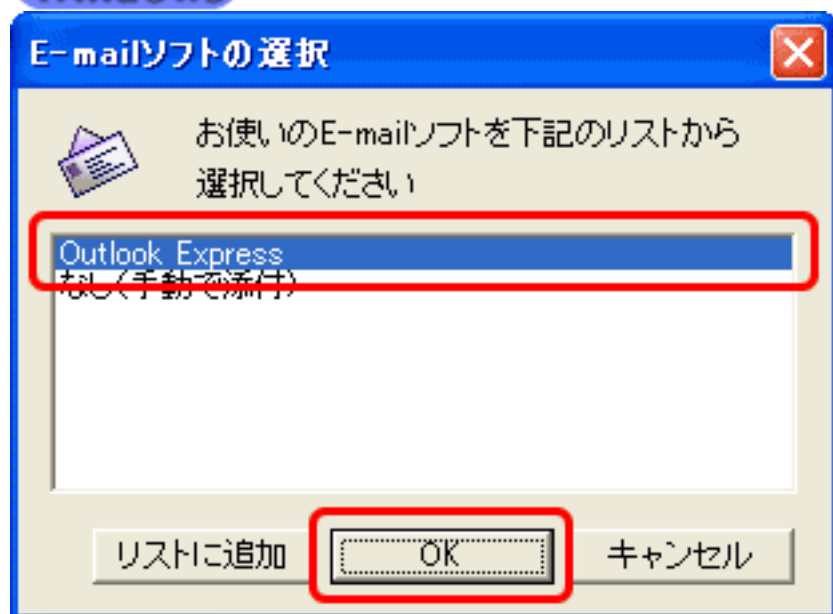 E-mailソフトの選択
お使いのE-mailソフトを下記のリストから
選択してください
Outlook Express
なし(手動で添付)
リストに追加
OK
キャンセル